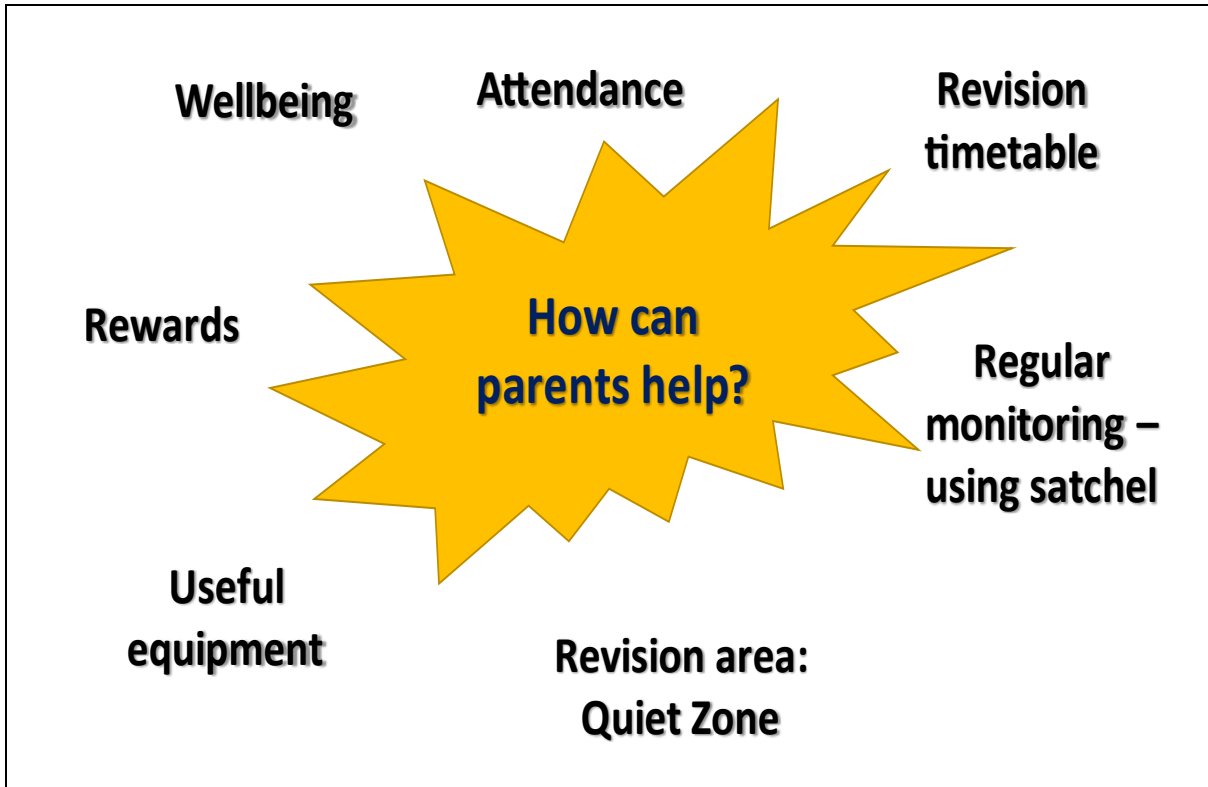 Wellbeing
Attendance
Revision
timetable
Rewards
How can
parents help?
Regular
monitoring –
using satchel
Useful
equipment
Revision area:
Quiet Zone